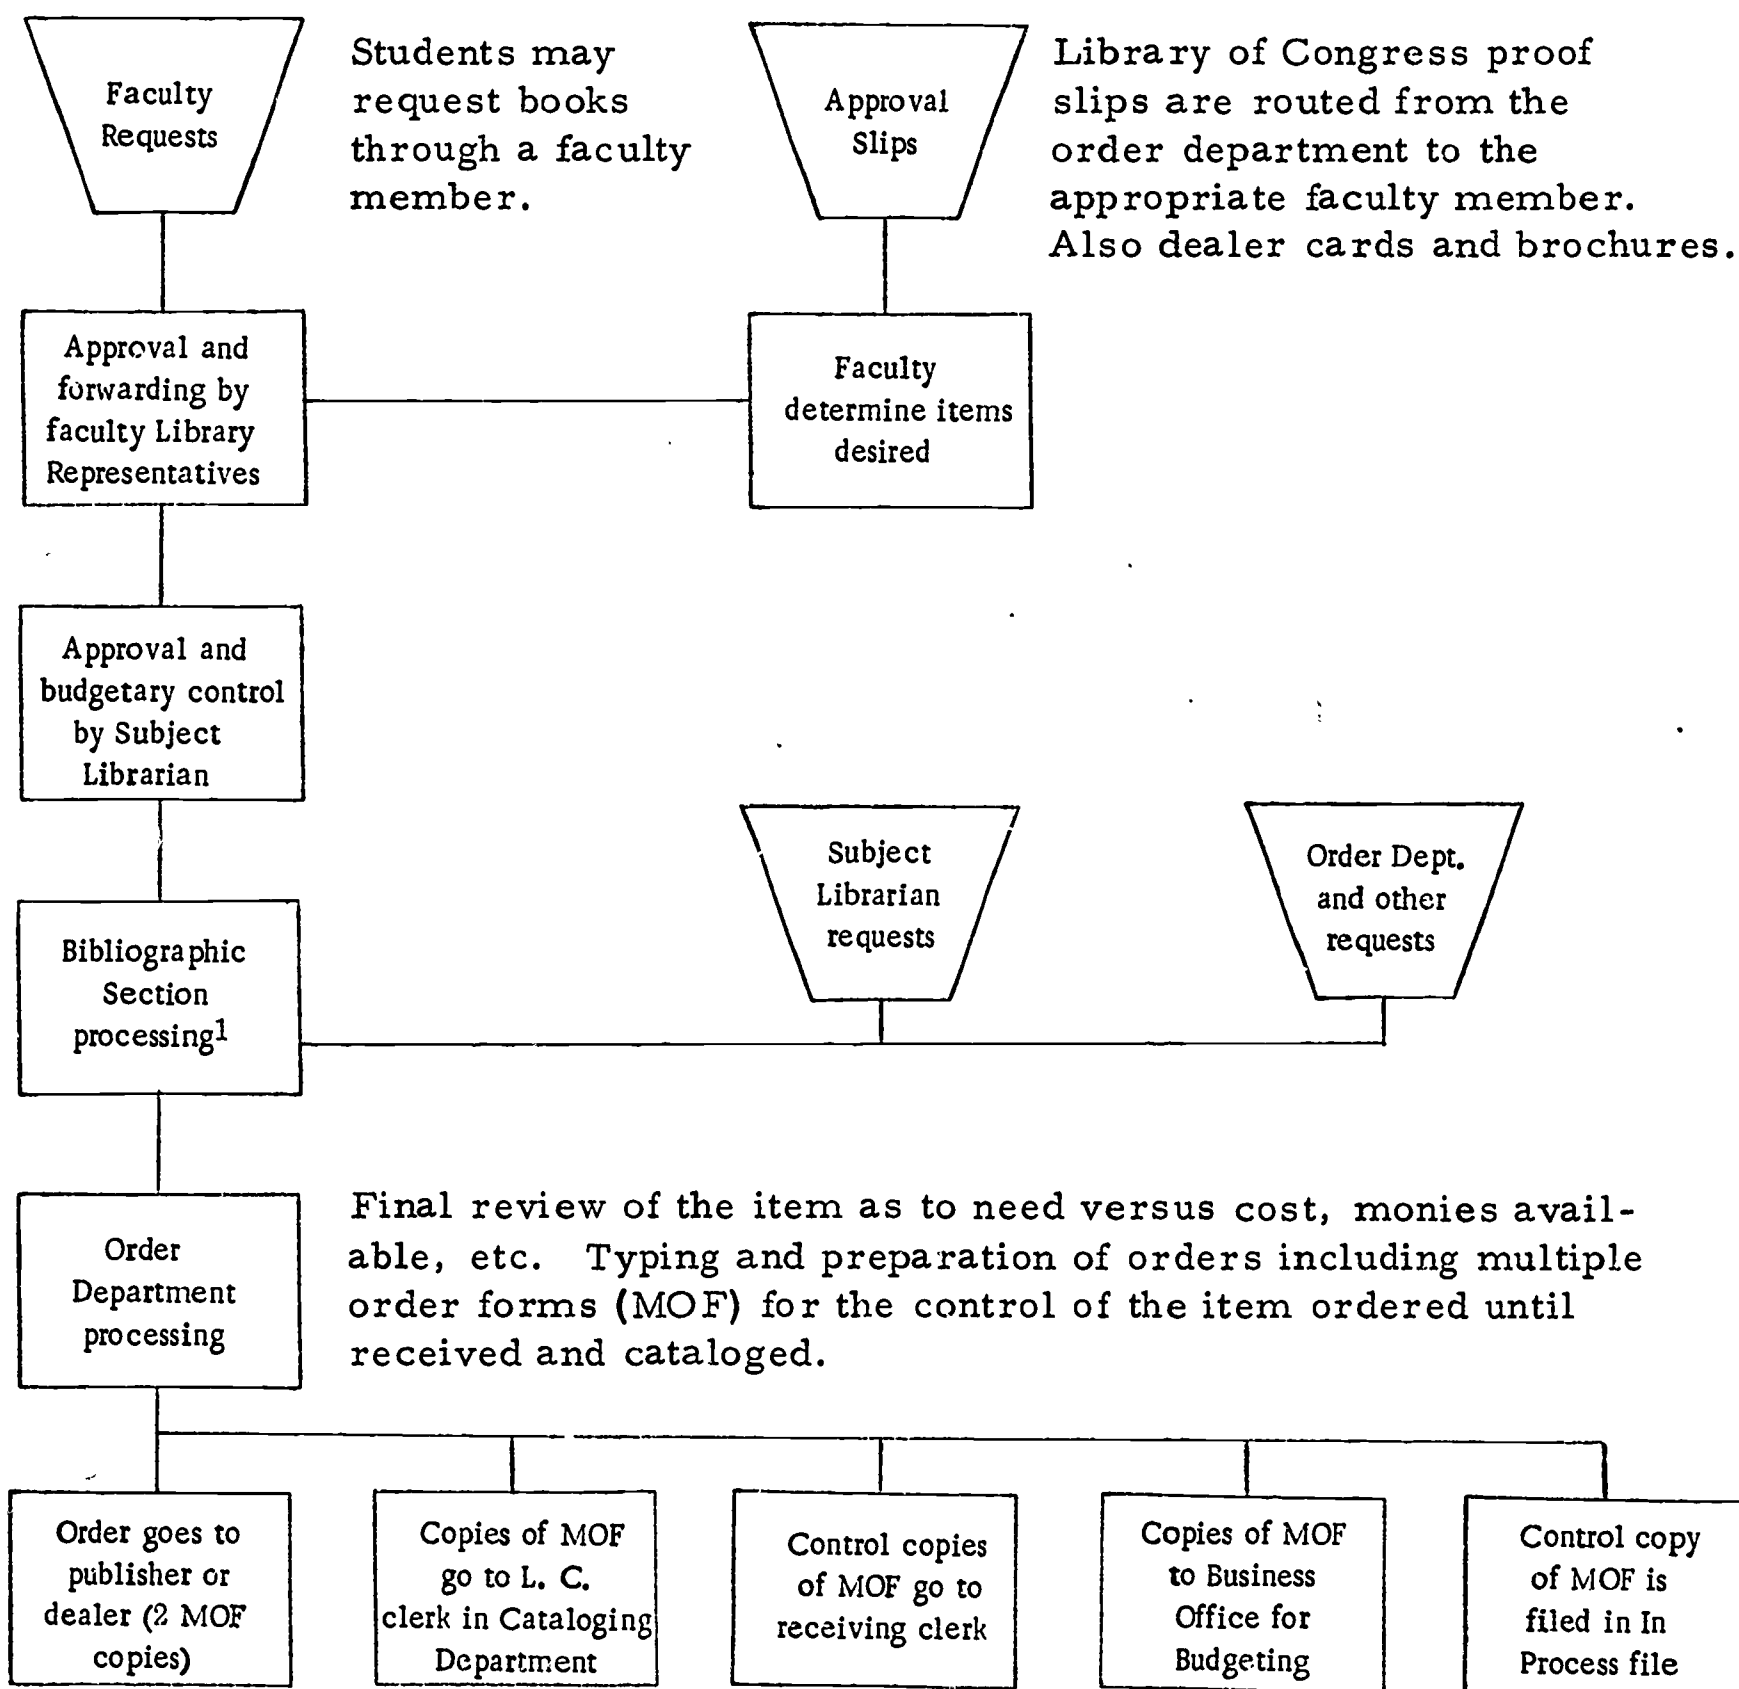 Faculty
Requests
Students may
request books
through a faculty
member.
Approval
Slips
Library of Congress proof
slips are routed from the
order department to the
appropriate faculty member.
Also dealer cards and brochures.
Approval and
forwarding by
faculty Library
Representatives
Faculty
determine items
desired
Approval and
budgetary control
by Subject
Librarian
Subject
Librarian
requests
Order Dept.
and other
requests
Bibliographic
Section
processing1
Order
Department
processing
Final review of the item as to need versus cost, monies avail-
able, etc. Typing and preparation of orders including multiple
order forms (MOF) for the control of the item ordered until
received and cataloged.
Order goes to
publisher or
dealer (2 MOF
copies)
Copies of MOF
go to L. C.
clerk in Cataloging
Department
Control copies
of MOF go to
receiving clerk
Copies of MOF
to Business
Office for
Budgeting
Control copy
of MOF is
filed in In
Process file